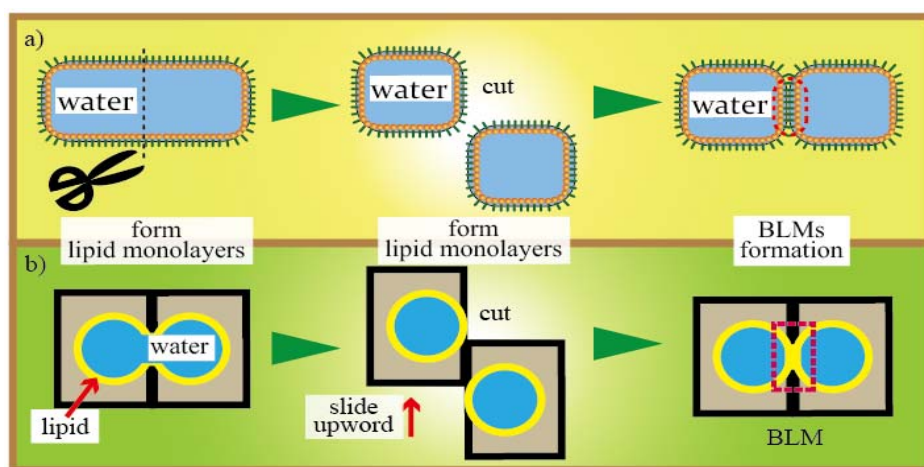 a)
water
water
cut
water
form
lipid monolayers
form
lipid monolayers
BLMs
formation
b)
water
lipid
cut
slide
upword
BLM